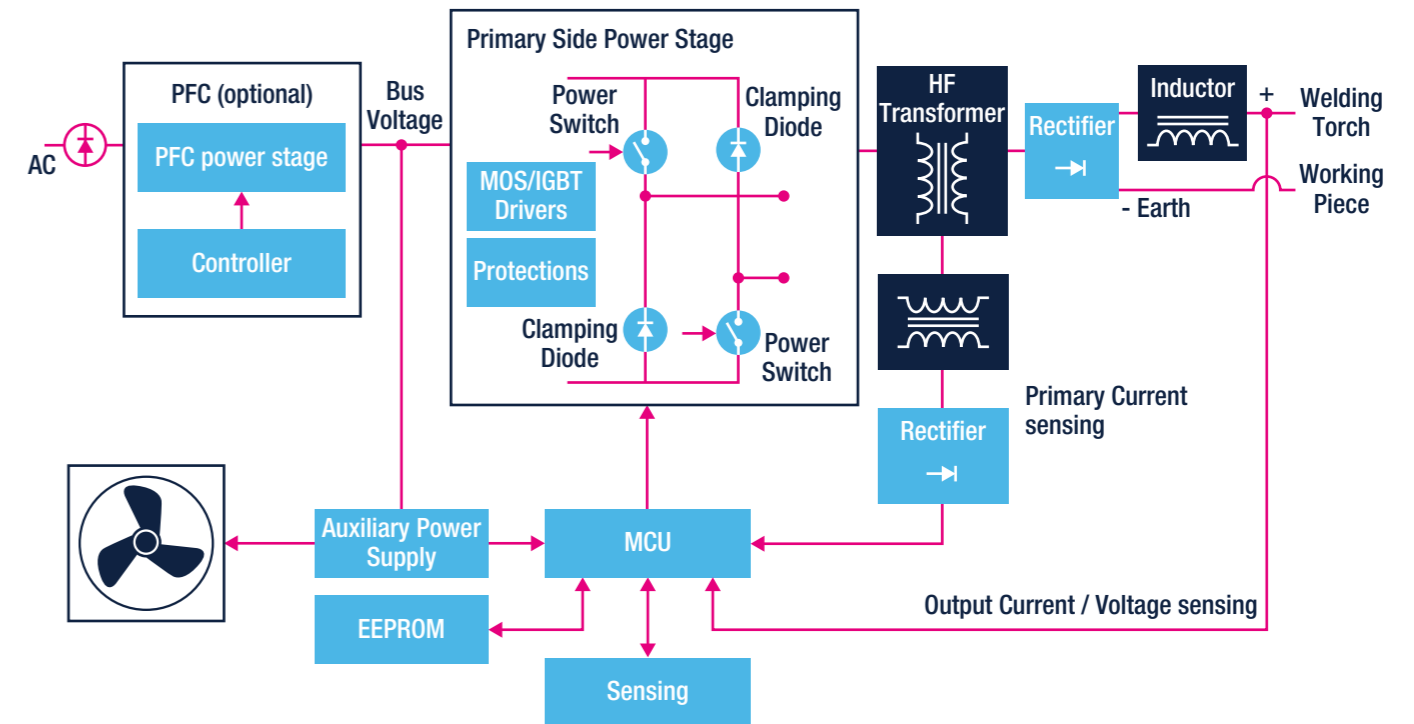 Primary Side Power Stage
PFC (optional)
PFC power stage
Controller
AC
Bus
Voltage
Power
Switch
Clamping
Diode
MOS/IGBT
Drivers
Protections
Clamping
Diode
Power
Switch
HF
Transformer
Rectifier
Inductor
+
Welding
Torch
Working
Piece
- Earth
Primary Current
sensing
Rectifier
Auxiliary Power
Supply
MCU
EEPROM
Output Current / Voltage sensing
Sensing